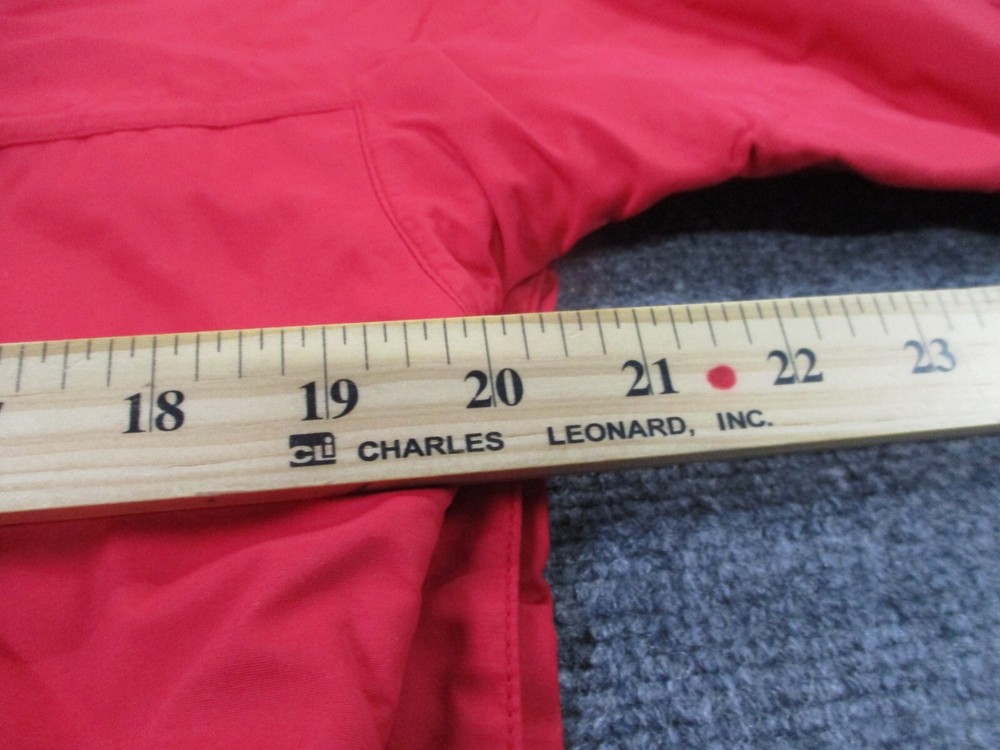 18 19 20 21 22 23
CLi CHARLES LEONARD, INC.